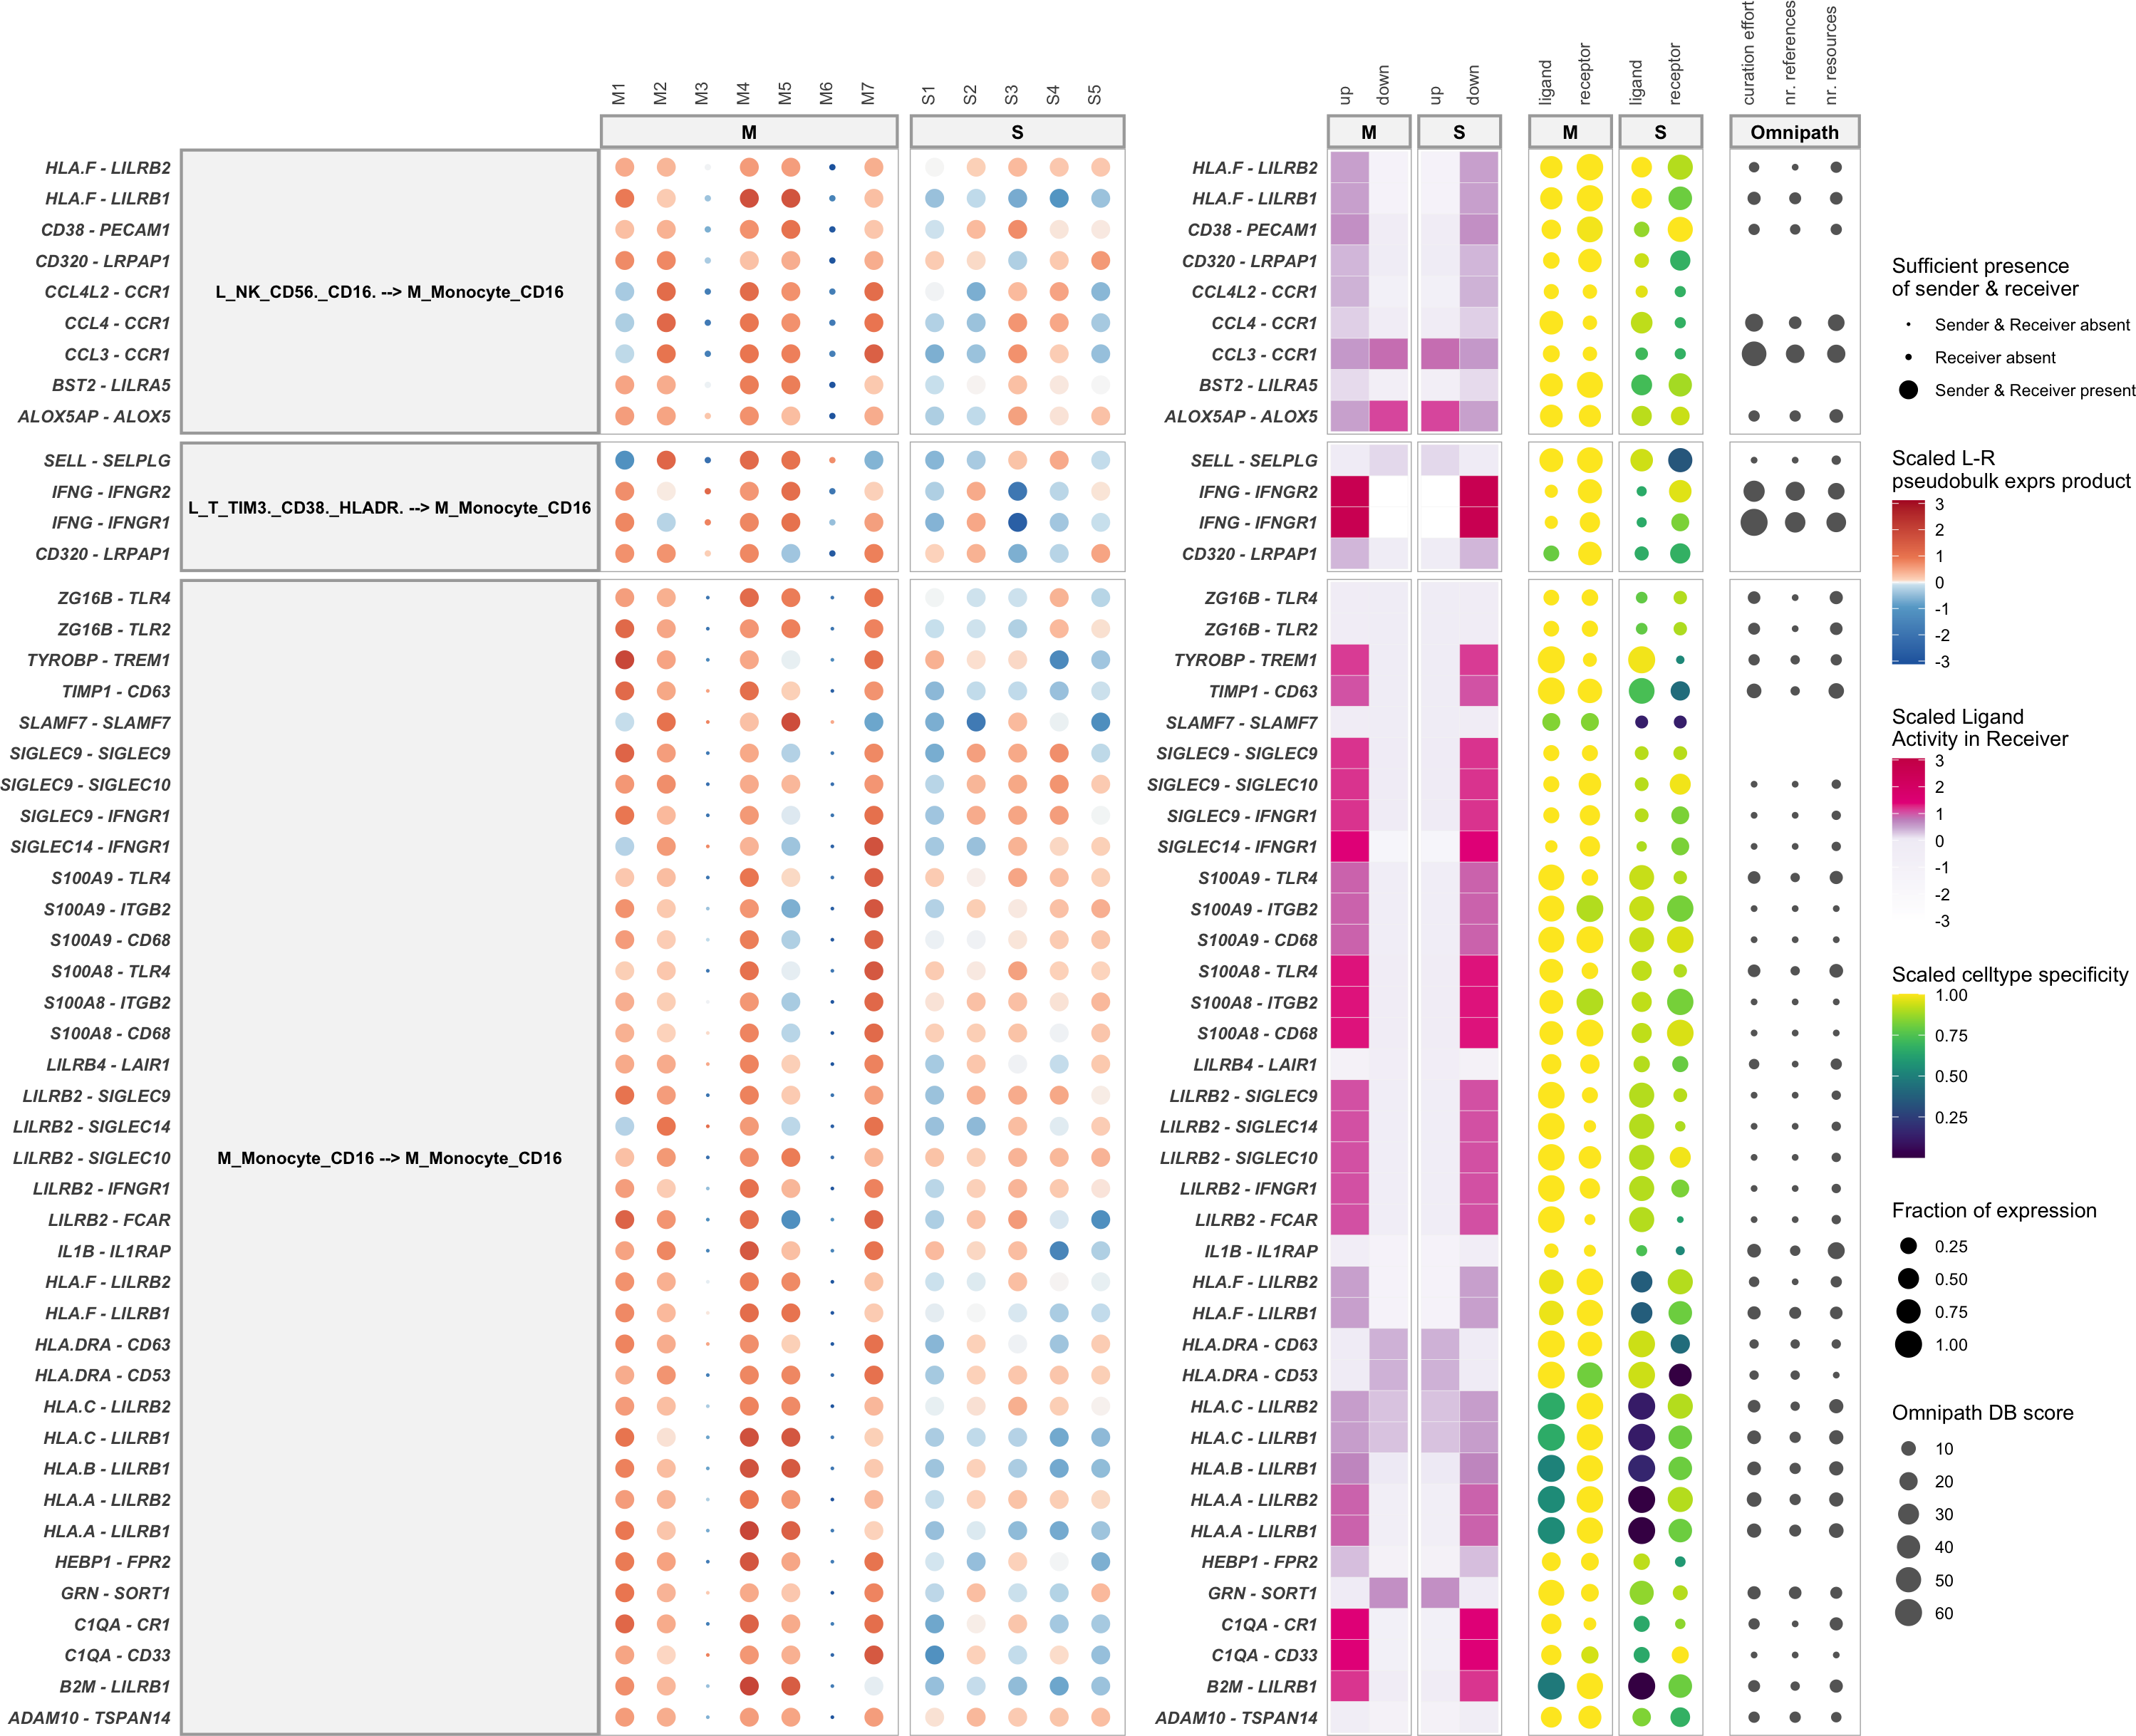 M1 M2 M3 M4 M5 M6 M7 S1 S2 S3 S4 S5 up down up down ligand receptor ligand receptor curation effort nr. references nr. resources
M S M S M S Omnipath
HLA.F - LILRB2 HLA.F - LILRB2
HLA.F - LILRB1 HLA.F - LILRB1
CD38 - PECAM1 CD38 - PECAM1
CD320 - LRPAP1 CD320 - LRPAP1
CCL4L2 - CCR1 L_NK_CD56._CD16. --> M_Monocyte_CD16 CCL4L2 - CCR1
CCL4 - CCR1 CCL4 - CCR1
CCL3 - CCR1 CCL3 - CCR1
BST2 - LILRA5 BST2 - LILRA5
ALOX5AP - ALOX5 ALOX5AP - ALOX5
SELL - SELPLG SELL - SELPLG
IFNG - IFNGR2 IFNG - IFNGR2
L_T_TIM3._CD38._HLADR. --> M_Monocyte_CD16
IFNG - IFNGR1 IFNG - IFNGR1
CD320 - LRPAP1 CD320 - LRPAP1
ZG16B - TLR4 ZG16B - TLR4
ZG16B - TLR2 ZG16B - TLR2
TYROBP - TREM1 TYROBP - TREM1
TIMP1 - CD63 TIMP1 - CD63
SLAMF7 - SLAMF7 SLAMF7 - SLAMF7
SIGLEC9 - SIGLEC9 SIGLEC9 - SIGLEC9
SIGLEC9 - SIGLEC10 SIGLEC9 - SIGLEC10
SIGLEC9 - IFNGR1 SIGLEC9 - IFNGR1
SIGLEC14 - IFNGR1 SIGLEC14 - IFNGR1
S100A9 - TLR4 S100A9 - TLR4
S100A9 - ITGB2 S100A9 - ITGB2
S100A9 - CD68 S100A9 - CD68
S100A8 - TLR4 S100A8 - TLR4
S100A8 - ITGB2 S100A8 - ITGB2
S100A8 - CD68 S100A8 - CD68
LILRB4 - LAIR1 LILRB4 - LAIR1
LILRB2 - SIGLEC9 LILRB2 - SIGLEC9
LILRB2 - SIGLEC14 LILRB2 - SIGLEC14
LILRB2 - SIGLEC10 M_Monocyte_CD16 --> M_Monocyte_CD16 LILRB2 - SIGLEC10
LILRB2 - IFNGR1 LILRB2 - IFNGR1
LILRB2 - FCAR LILRB2 - FCAR
IL1B - IL1RAP IL1B - IL1RAP
HLA.F - LILRB2 HLA.F - LILRB2
HLA.F - LILRB1 HLA.F - LILRB1
HLA.DRA - CD63 HLA.DRA - CD63
HLA.DRA - CD53 HLA.DRA - CD53
HLA.C - LILRB2 HLA.C - LILRB2
HLA.C - LILRB1 HLA.C - LILRB1
HLA.B - LILRB1 HLA.B - LILRB1
HLA.A - LILRB2 HLA.A - LILRB2
HLA.A - LILRB1 HLA.A - LILRB1
HEBP1 - FPR2 HEBP1 - FPR2
GRN - SORT1 GRN - SORT1
C1QA - CR1 C1QA - CR1
C1QA - CD33 C1QA - CD33
B2M - LILRB1 B2M - LILRB1
ADAM10 - TSPAN14 ADAM10 - TSPAN14
Sufficient presence
of sender & receiver
Sender & Receiver absent
Receiver absent
Sender & Receiver present
Scaled L-R
pseudobulk exprs product
3
2
1
0
-1
-2
-3
Scaled Ligand
Activity in Receiver
3
2
1
0
-1
-2
-3
Scaled celltype specificity
1.00
0.75
0.50
0.25
Fraction of expression
0.25
0.50
0.75
1.00
Omnipath DB score
10
20
30
40
50
60